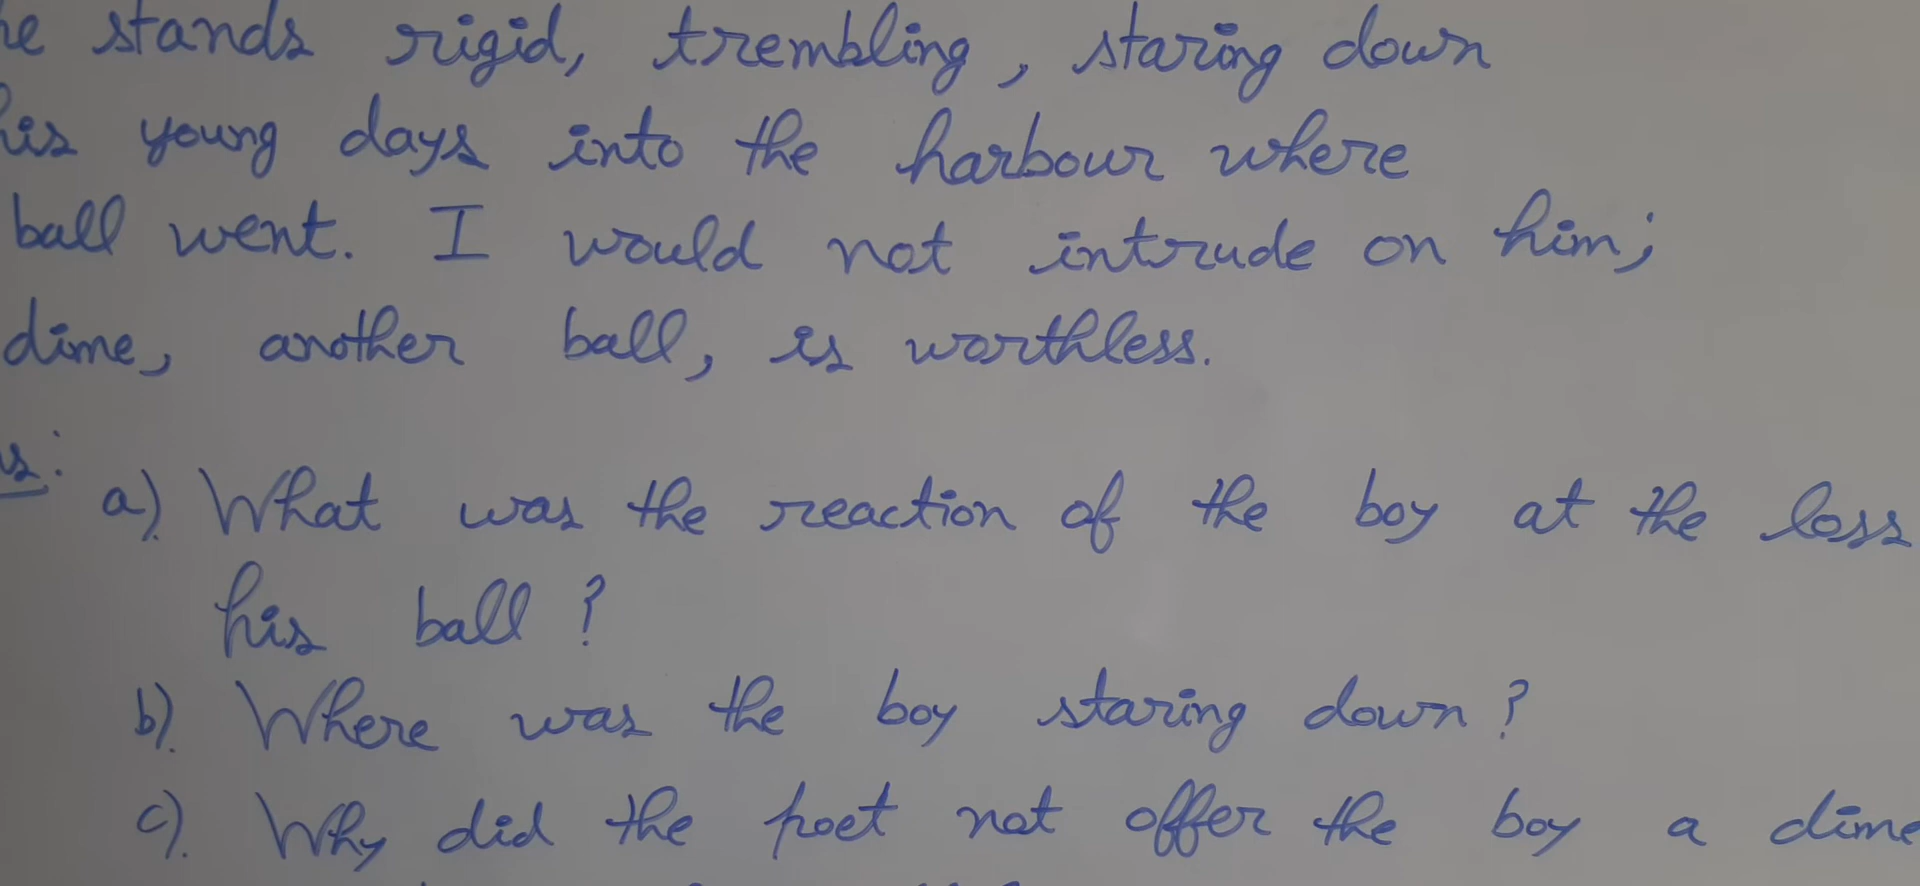 he stands rigid, trembling, staring down
his young days into the harbour where
ball went. I would not intrude on him;
dime, another ball, is worthless.
a). What was the reaction of the boy at the loss
his ball ?
b). Where was the boy staring down ?
c). Why did the poet not offer the boy a dime